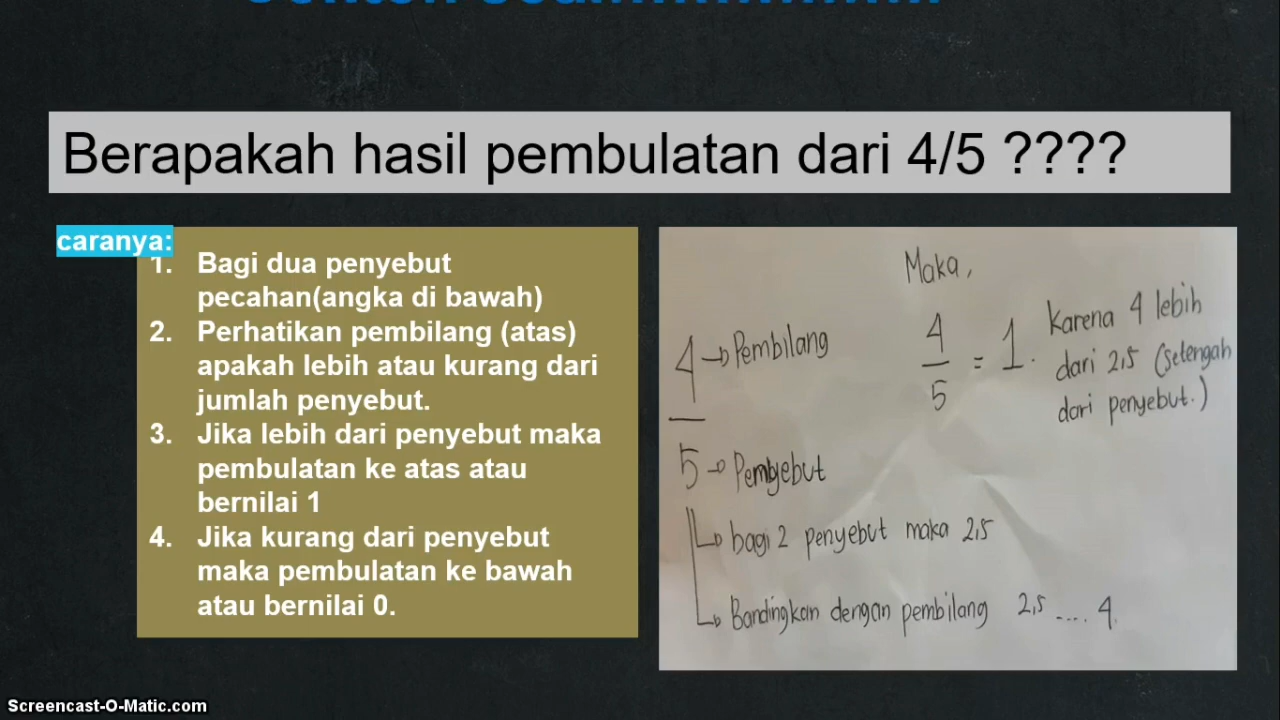 Berapakah hasil pembulatan dari 4/5 ????
caranya:
1. Bagi dua penyebut
pecahan(angka di bawah)
2. Perhatikan pembilang (atas)
apakah lebih atau kurang dari
jumlah penyebut.
3. Jika lebih dari penyebut maka
pembulatan ke atas atau
bernilai 1
4. Jika kurang dari penyebut
maka pembulatan ke bawah
atau bernilai 0.
4 → Pembilang
5 → Penyebut
↳ bagi 2 penyebut maka 2,5
↳ Bandingkan dengan pembilang 2,5 .... 4.
Maka,
4/5 = 1. Karena 4 lebih
dari 2,5 (setengah
dari penyebut.)
Screencast-O-Matic.com